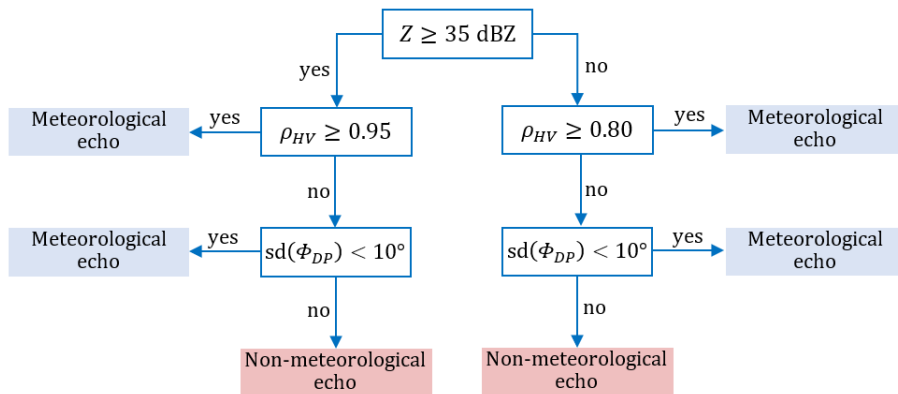 Z ≥ 35 dBZ
yes
no
Meteorological
echo
yes
ρHV ≥ 0.95
ρHV ≥ 0.80
yes
Meteorological
echo
no
no
Meteorological
echo
yes
sd(ΦDP) < 10°
sd(ΦDP) < 10°
yes
Meteorological
echo
no
no
Non-meteorological
echo
Non-meteorological
echo